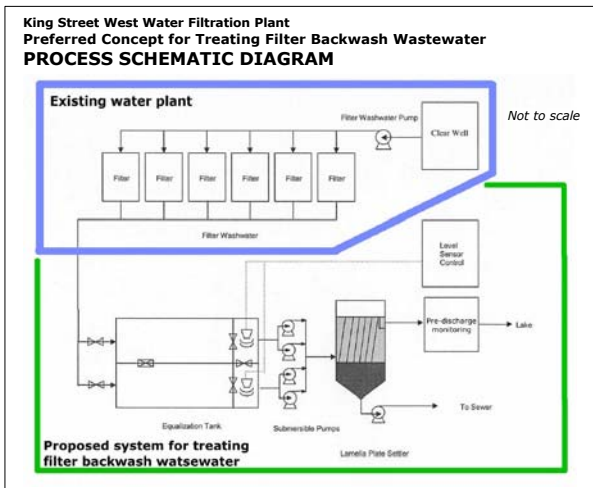 King Street West Water Filtration Plant
Preferred Concept for Treating Filter Backwash Wastewater
PROCESS SCHEMATIC DIAGRAM
Existing water plant
Not to scale
Filter Washwater Pump
Clear Well
Filter
Filter
Filter
Filter
Filter
Filter
Filter Washwater
Level
Sensor
Control
Pre-discharge
monitoring
Lake
To Sewer
Equalization Tank
Submersible Pumps
Lamella Plate Settler
Proposed system for treating
filter backwash watsewater